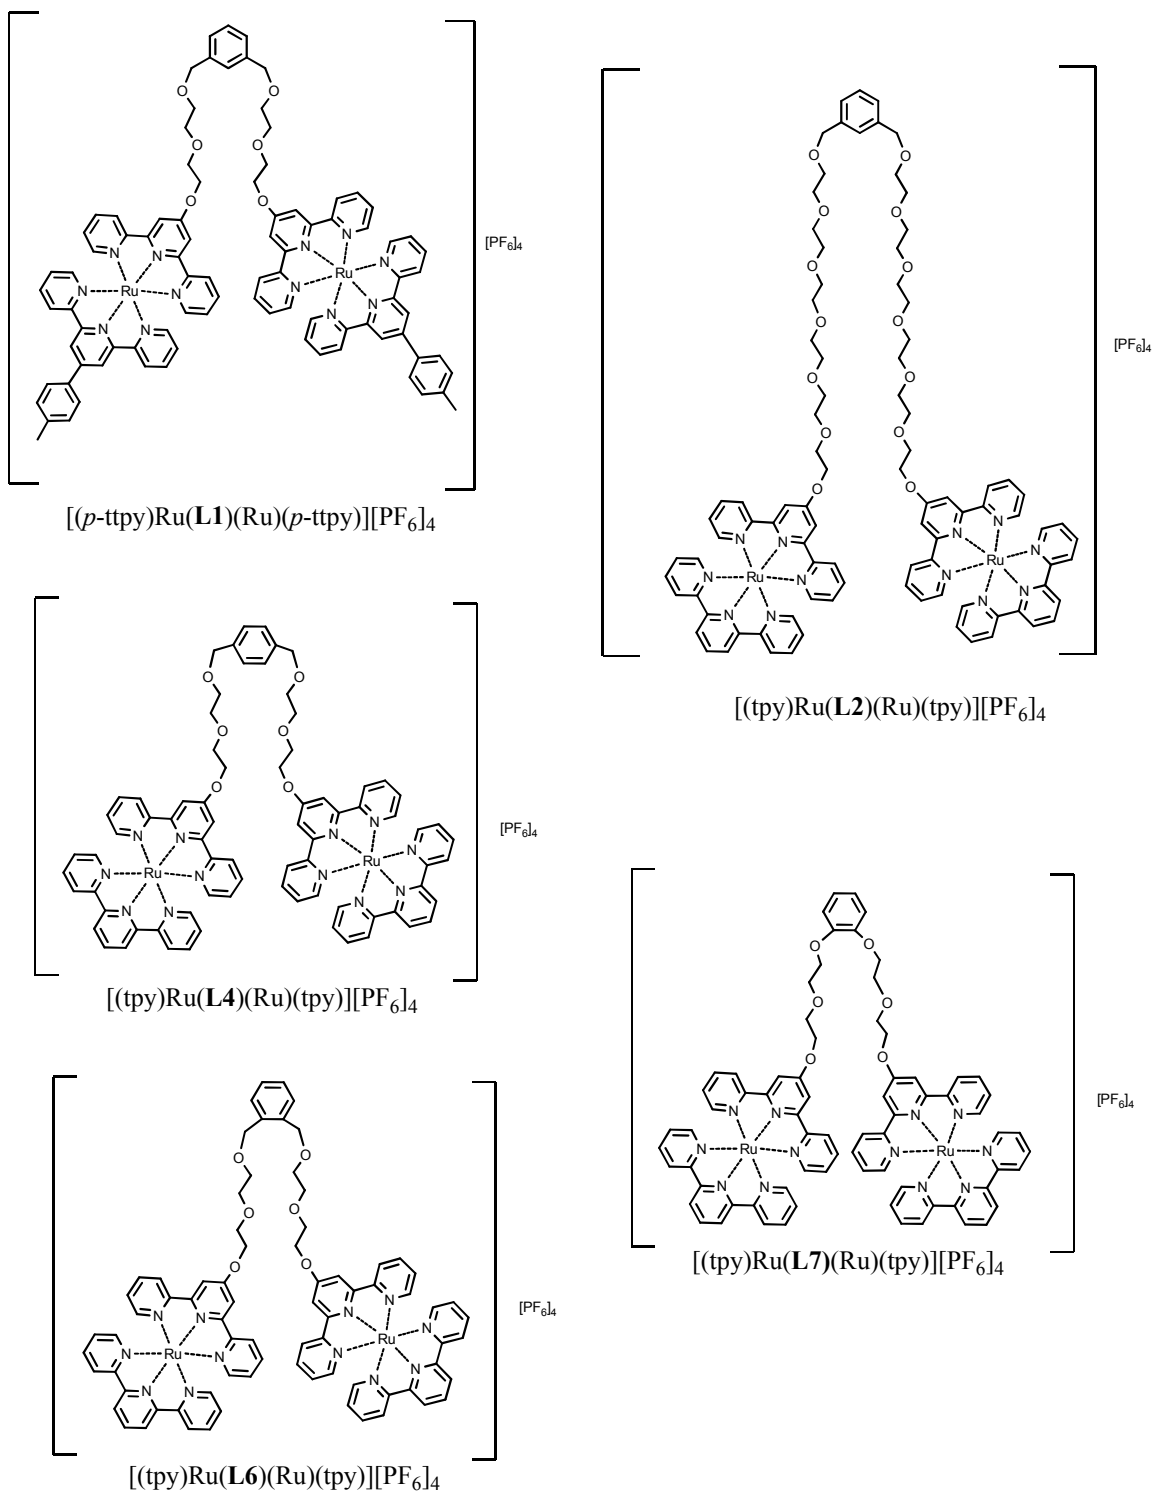 [PF6]4
[(p-ttpy)Ru(L1)(Ru)(p-ttpy)][PF6]4
[PF6]4
[(tpy)Ru(L2)(Ru)(tpy)][PF6]4
[PF6]4
[(tpy)Ru(L4)(Ru)(tpy)][PF6]4
[PF6]4
[(tpy)Ru(L7)(Ru)(tpy)][PF6]4
[PF6]4
[(tpy)Ru(L6)(Ru)(tpy)][PF6]4